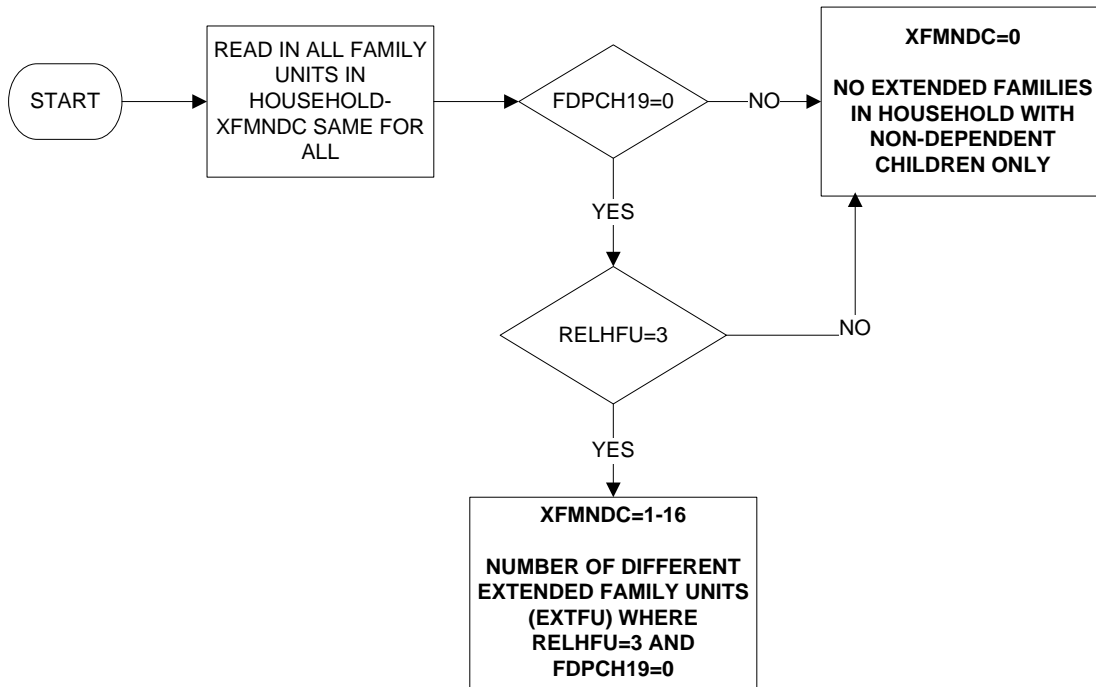 START
READ IN ALL FAMILY
UNITS IN
HOUSEHOLD-
XFMNDC SAME FOR
ALL
FDPCH19=0
NO
XFMNDC=0
NO EXTENDED FAMILIES
IN HOUSEHOLD WITH
NON-DEPENDENT
CHILDREN ONLY
YES
RELHFU=3
NO
YES
XFMNDC=1-16
NUMBER OF DIFFERENT
EXTENDED FAMILY UNITS
(EXTFU) WHERE
RELHFU=3 AND
FDPCH19=0